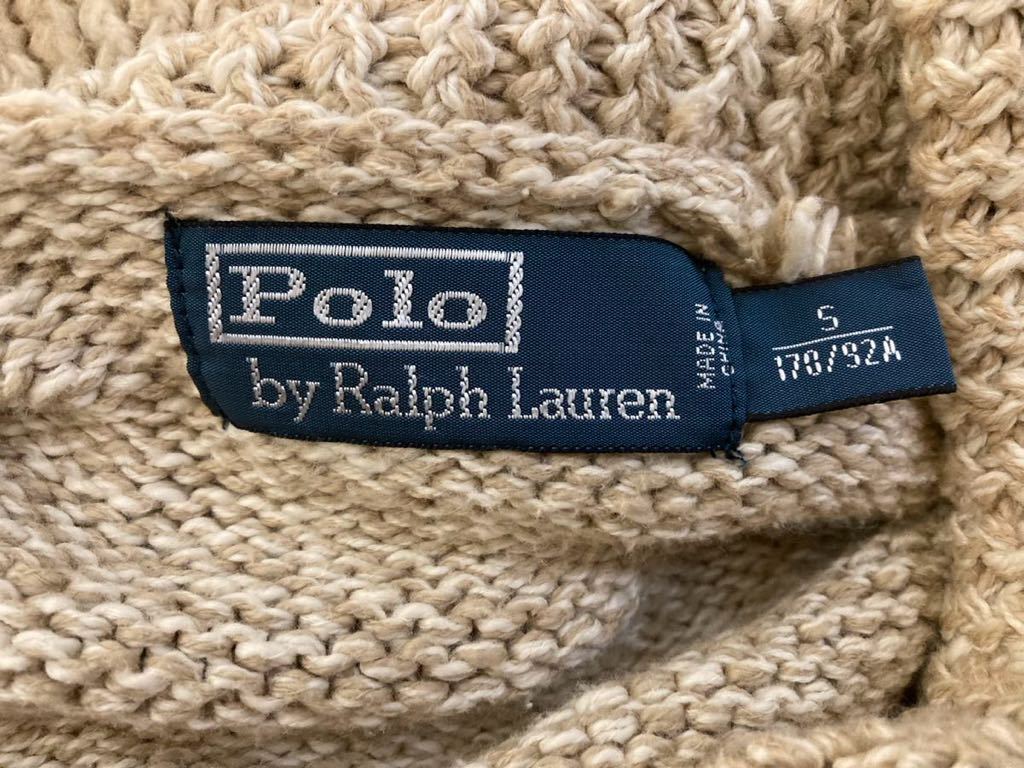 Polo
by Ralph Lauren
MADE IN
CHINA
S
170/92A